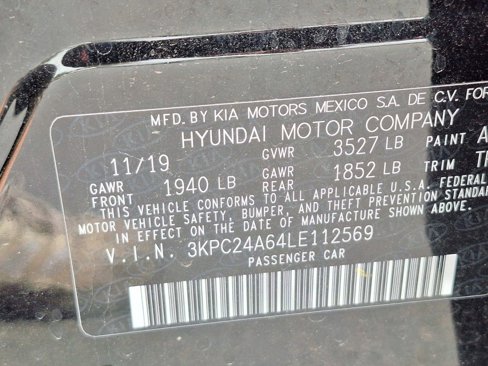 MFD. BY KIA MOTORS MEXICO S.A. DE C.V. FOR
HYUNDAI MOTOR COMPANY
11/19 GVWR 3527 LB PAINT
GAWR FRONT 1940 LB GAWR REAR 1852 LB TRIM
THIS VEHICLE CONFORMS TO ALL APPLICABLE U.S.A. FEDERAL
MOTOR VEHICLE SAFETY, BUMPER, AND THEFT PREVENTION
IN EFFECT ON THE DATE OF MANUFACTURE SHOWN ABOVE.
V.I.N. 3KPC24A64LE112569
PASSENGER CAR